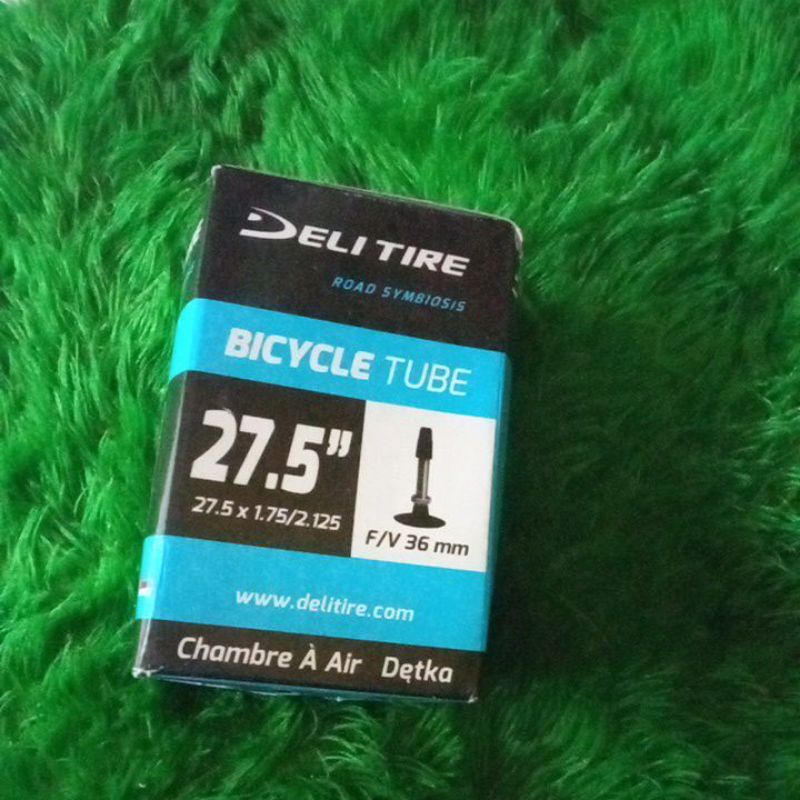 DELI TIRE
ROAD SYMBIOSIS
BICYCLE TUBE
27.5”
27.5 x 1.75/2.125
F/V 36 mm
www.delitire.com
Chambre À Air Dętka